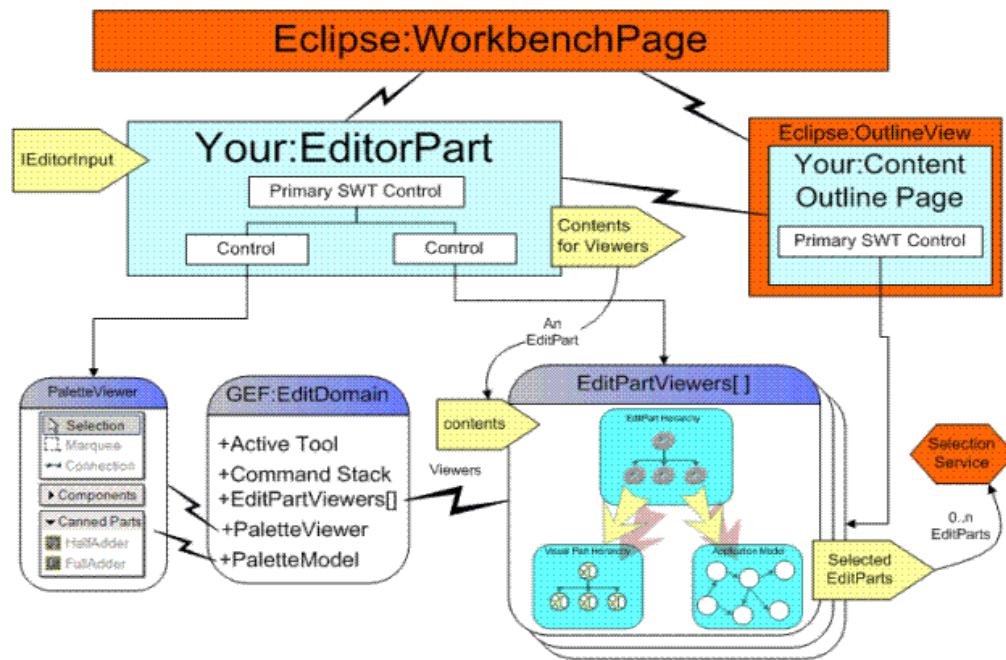 Eclipse:WorkbenchPage
IEditorInput
Your:EditorPart
Primary SWT Control
Control
Control
Contents
for Viewers
Eclipse:OutlineView
Your:Content
Outline Page
Primary SWT Control
An
EditPart
PaletteViewer
Selection
Marquee
Connection
Components
Canned Parts
HalfAdder
FullAdder
GEF:EditDomain
+Active Tool
+Command Stack
+EditPartViewers[]
+PaletteViewer
+PaletteModel
Viewers
contents
EditPartViewers[ ]
EditPart Hierarchy
Visual Part Hierarchy
Application Model
Selected
EditParts
Selection
Service
0..n
EditParts